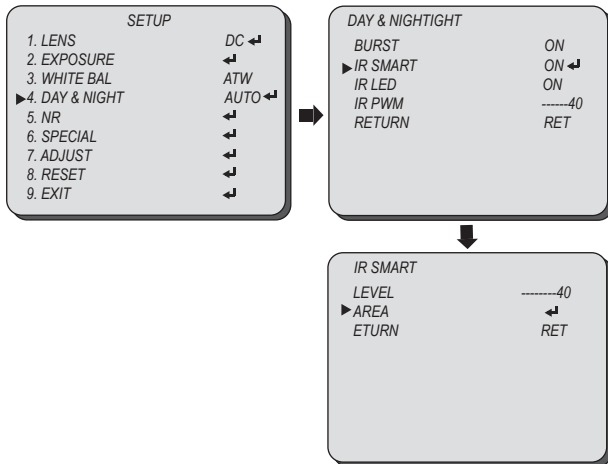 SETUP
1. LENS DC
2. EXPOSURE
3. WHITE BAL ATW
4. DAY & NIGHT AUTO
5. NR
6. SPECIAL
7. ADJUST
8. RESET
9. EXIT
DAY & NIGHTIGHT
BURST ON
IR SMART ON
IR LED ON
IR PWM ------40
RETURN RET
IR SMART
LEVEL --------40
AREA
ETURN RET